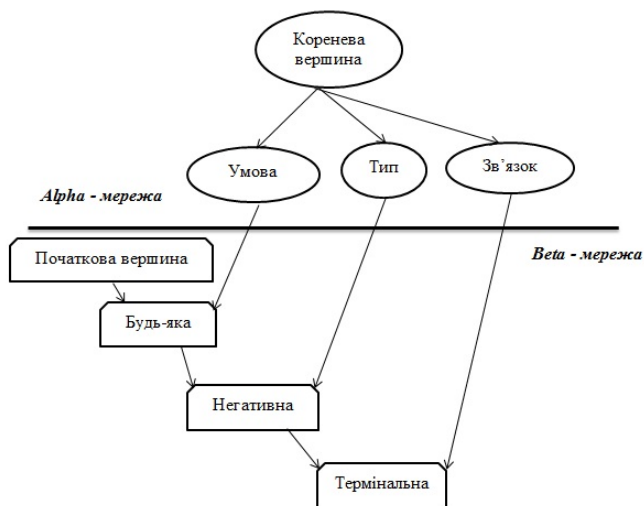 Коренева
вершина
Умова
Тип
Зв’язок
Alpha - мережа
Beta - мережа
Початкова вершина
Будь-яка
Негативна
Термінальна